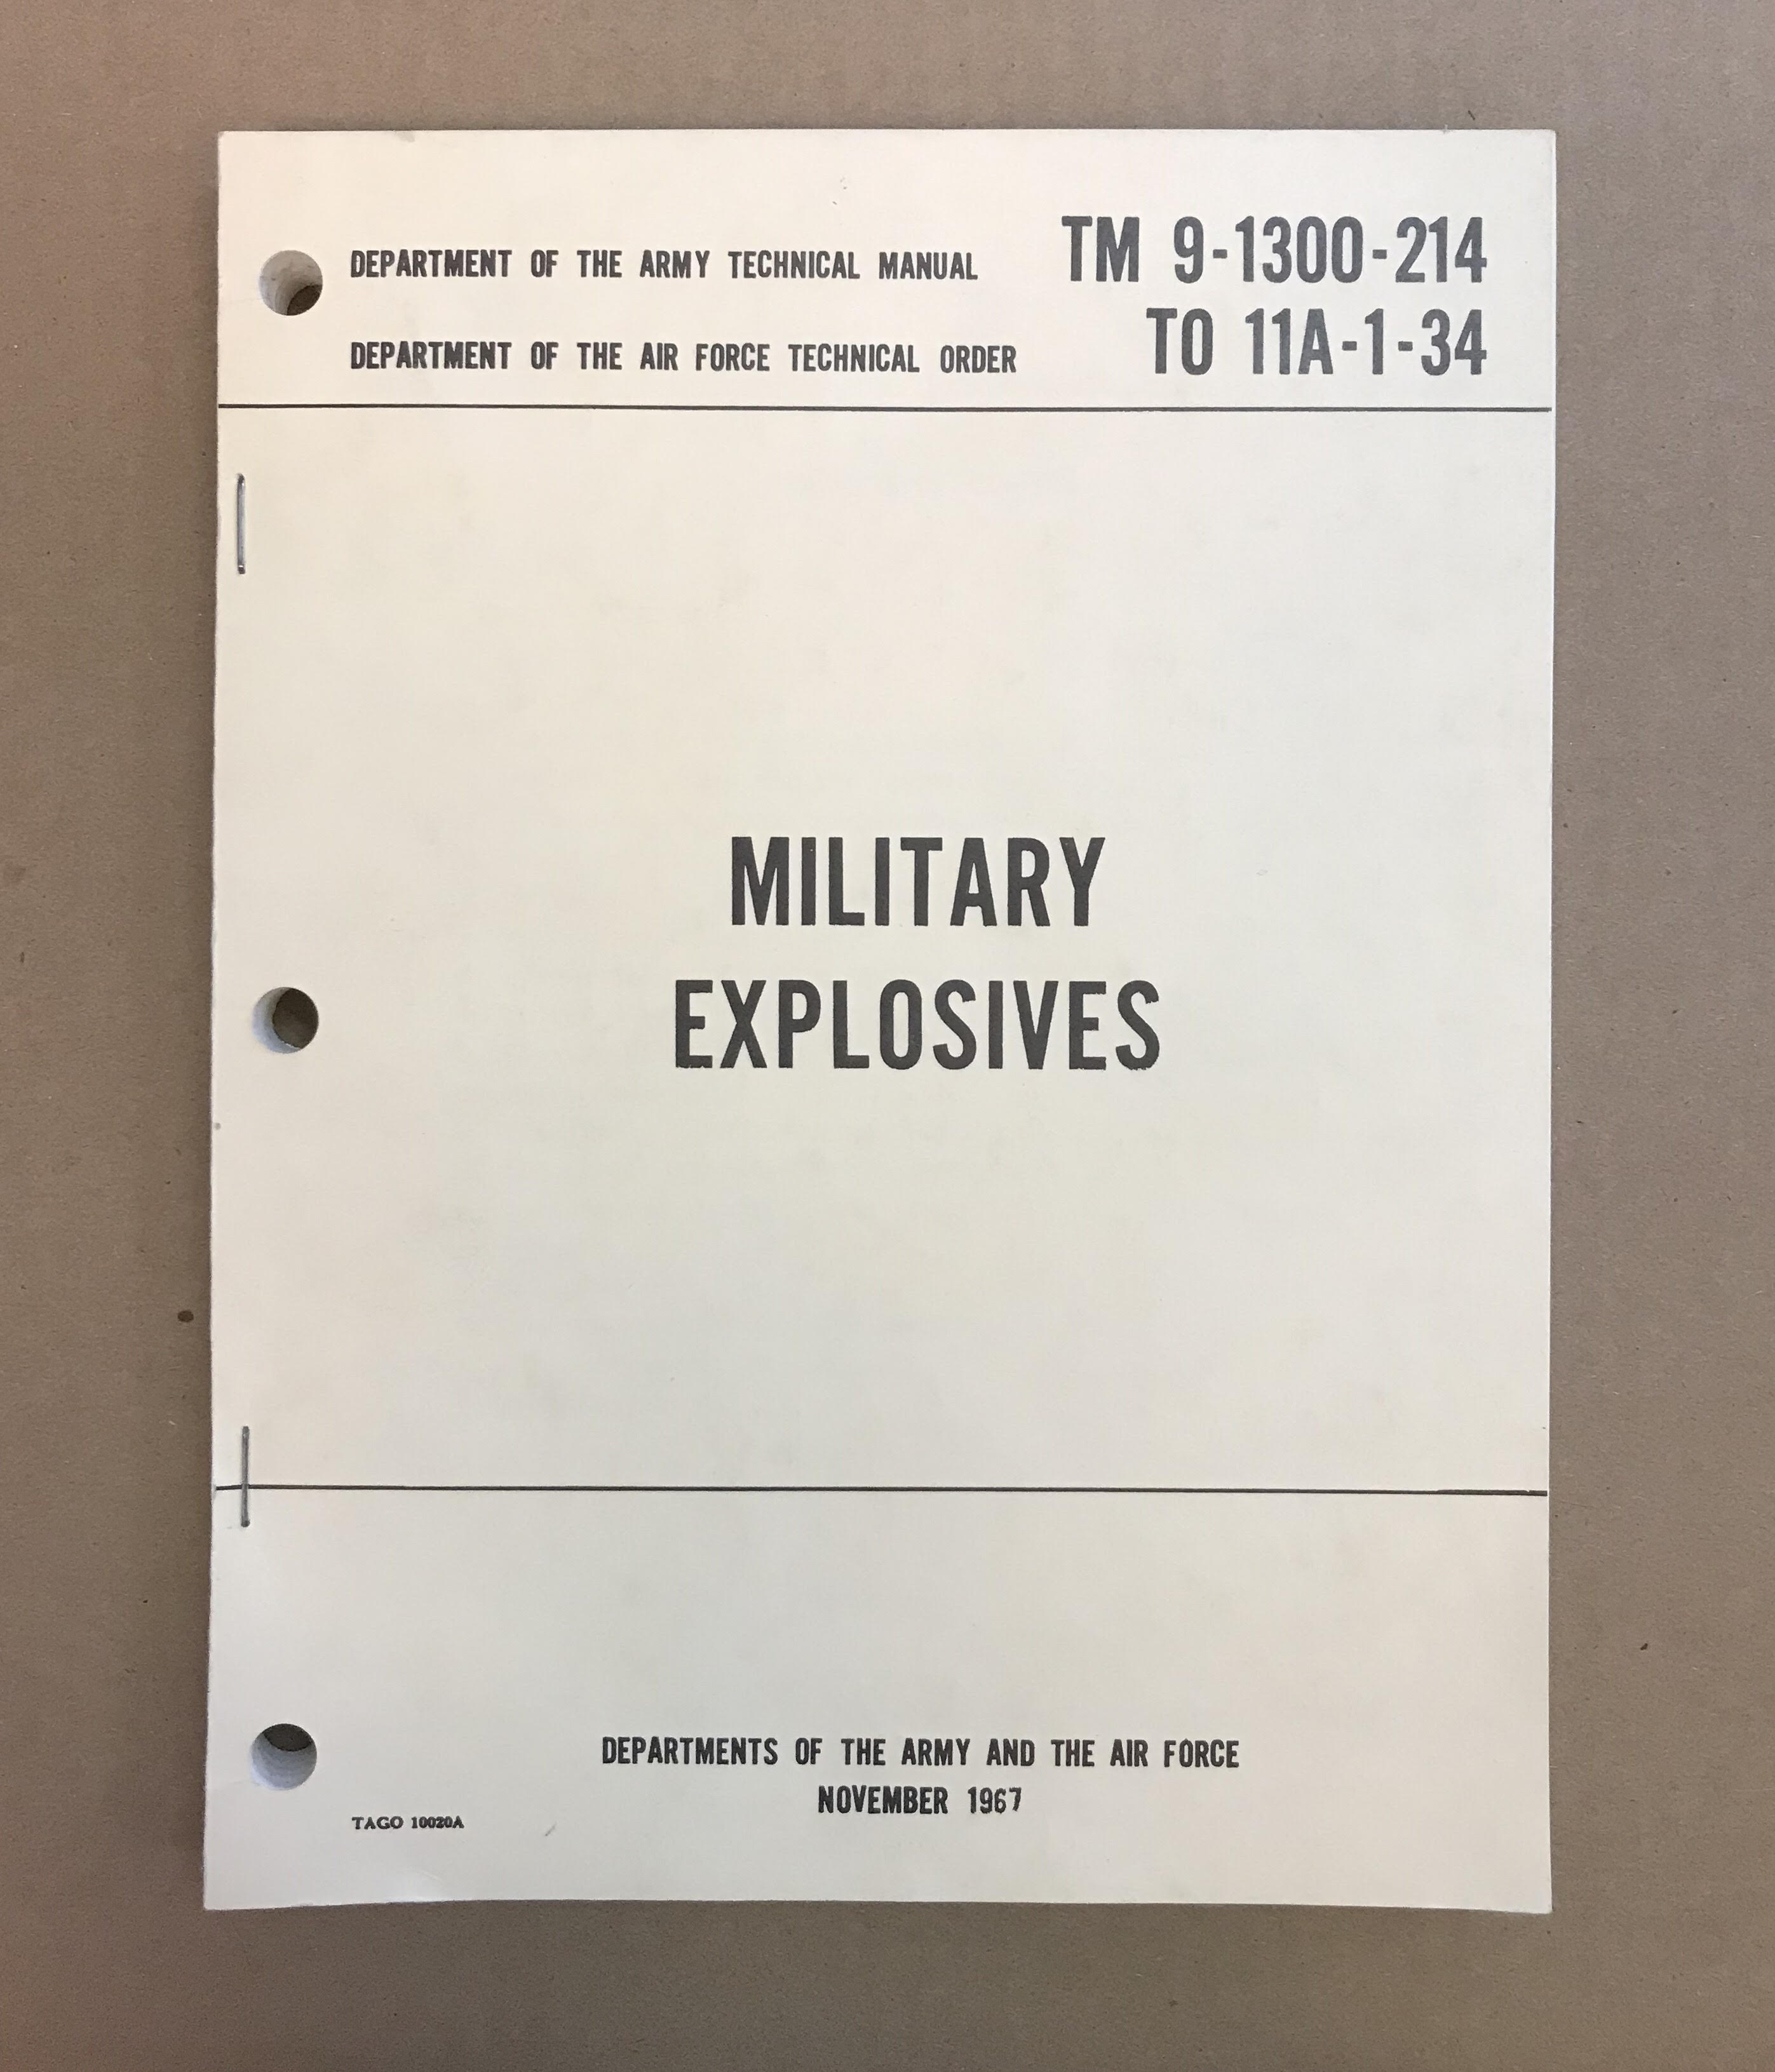 DEPARTMENT OF THE ARMY TECHNICAL MANUAL
TM 9-1300-214
DEPARTMENT OF THE AIR FORCE TECHNICAL ORDER
TO 11A-1-34
MILITARY
EXPLOSIVES
DEPARTMENTS OF THE ARMY AND THE AIR FORCE
NOVEMBER 1967
TAGO 10020A